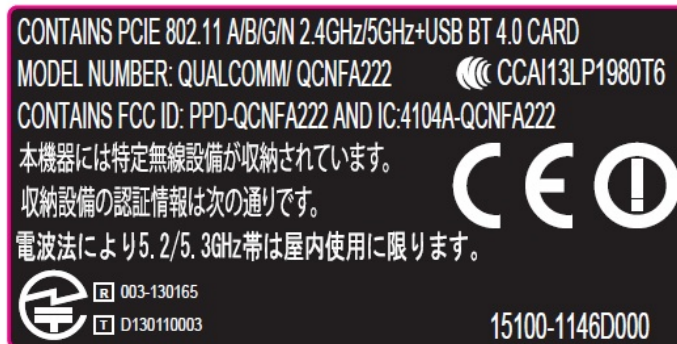 CONTAINS PCIE 802.11 A/B/G/N 2.4GHz/5GHz+USB BT 4.0 CARD
MODEL NUMBER: QUALCOMM/ QCNFA222 CCAI13LP1980T6
CONTAINS FCC ID: PPD-QCNFA222 AND IC:4104A-QCNFA222
本機器には特定無線設備が収納されています。
収納設備の認証情報は次の通りです。
電波法により5.2/5.3GHz帯は屋内使用に限ります。
CE
R 003-130165
T D130110003
15100-1146D000